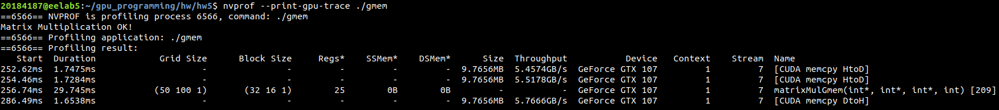 20184187@eelab5:~/gpu_programming/hw/hw5$ nvprof --print-gpu-trace ./gmem
==6566== NVPROF is profiling process 6566, command: ./gmem
Matrix Multiplication OK!
==6566== Profiling application: ./gmem
==6566== Profiling result:
   Start  Duration            Grid Size      Block Size     Regs*    SSMem*    DSMem*      Size  Throughput           Device   Context    Stream  Name
252.62ms  1.7475ms                    -               -         -         -         -  9.7656MB  5.4574GB/s  GeForce GTX 107         1         7  [CUDA memcpy HtoD]
254.46ms  1.7284ms                    -               -         -         -         -  9.7656MB  5.5178GB/s  GeForce GTX 107         1         7  [CUDA memcpy HtoD]
256.74ms  29.745ms           (50 100 1)       (32 16 1)        25        0B        0B         -           -  GeForce GTX 107         1         7  matrixMulGmem(int*, int*, int*, int) [209]
286.49ms  1.6538ms                    -               -         -         -         -  9.7656MB  5.7666GB/s  GeForce GTX 107         1         7  [CUDA memcpy DtoH]